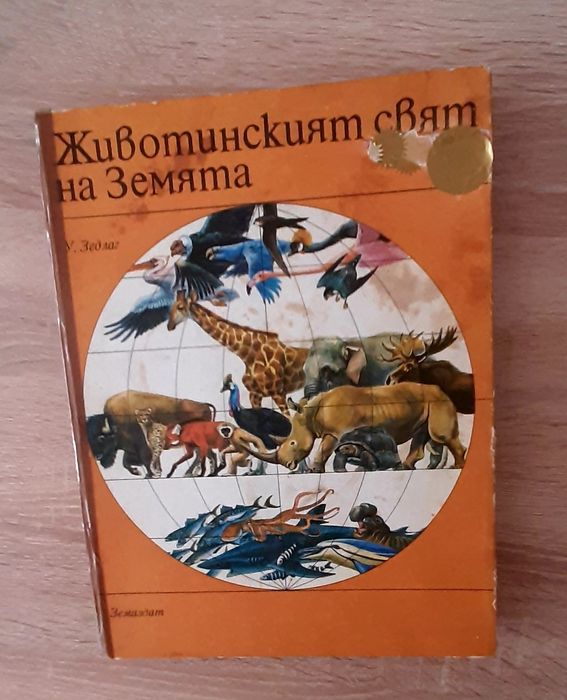 Животинският свят
на Земята
У. Зедлаг
Земиздат